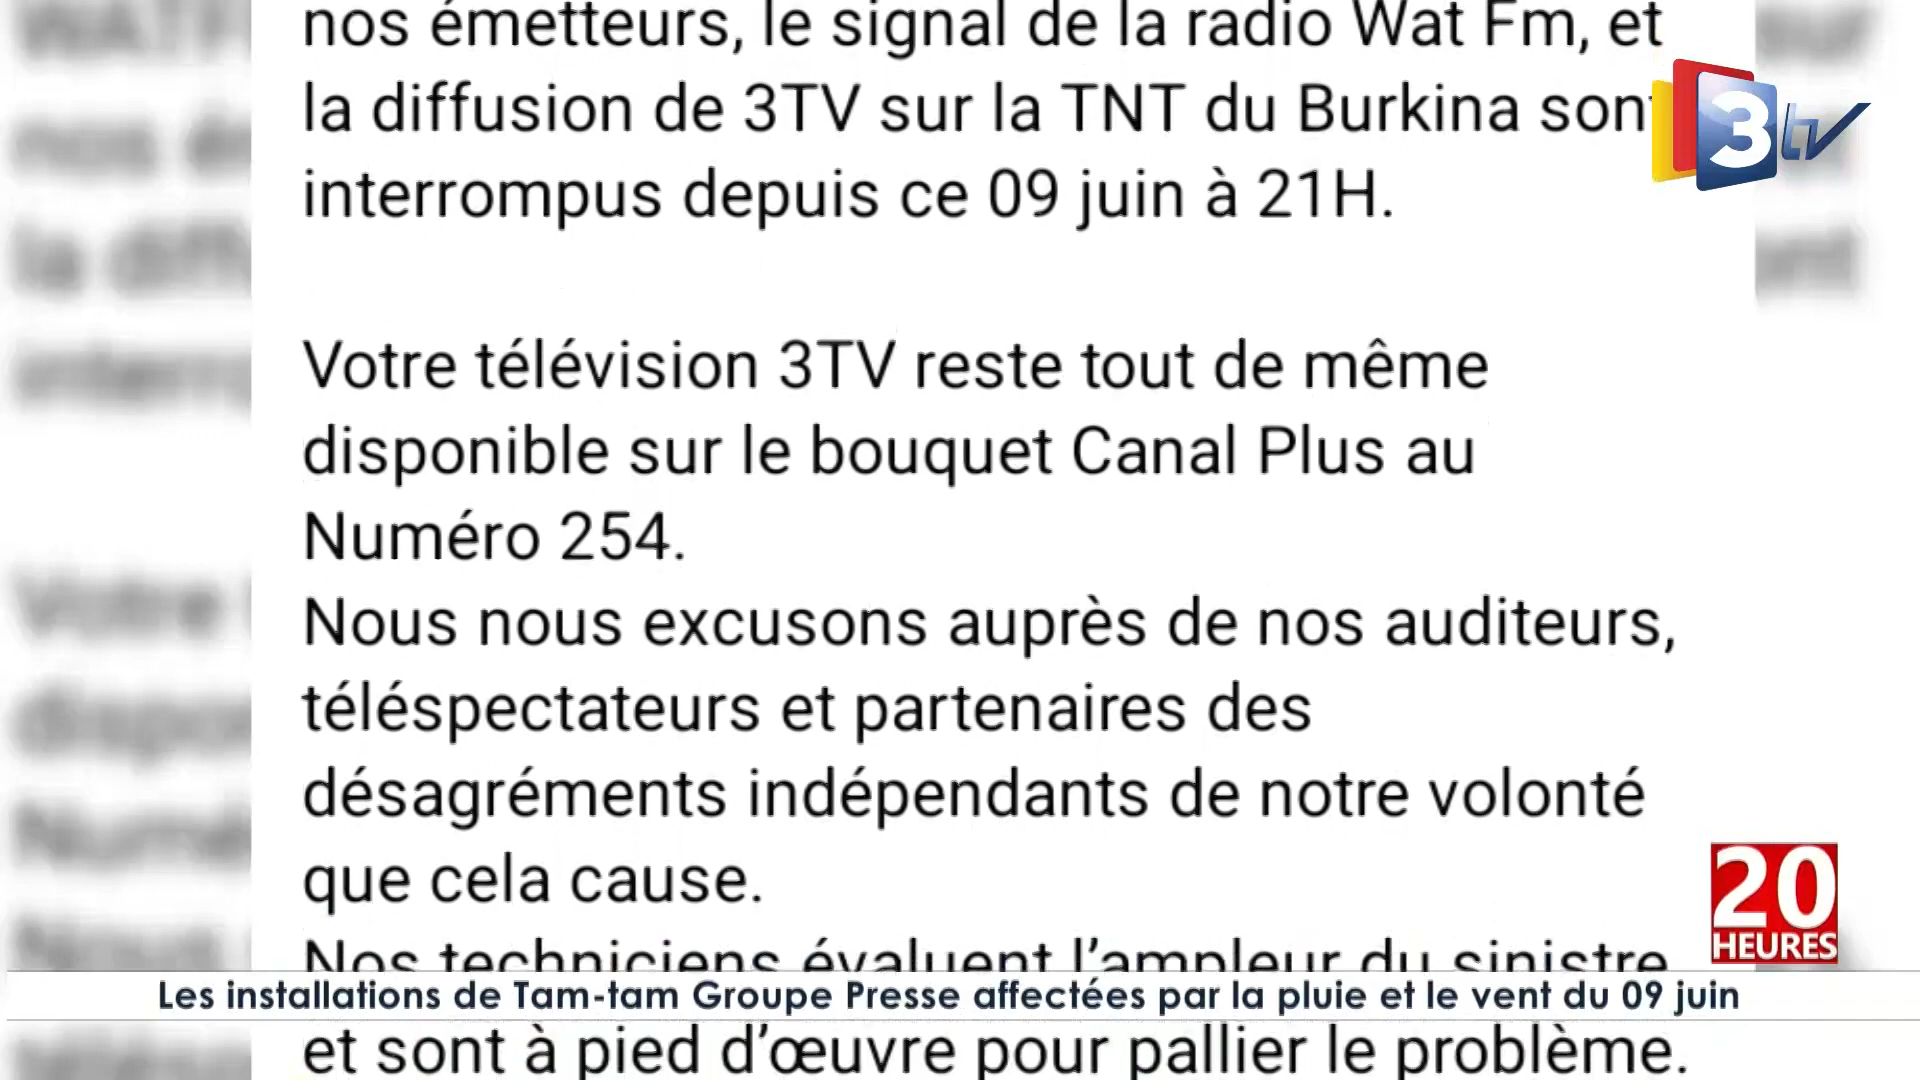 nos émetteurs, le signal de la radio Wat Fm, et
la diffusion de 3TV sur la TNT du Burkina sont
interrompus depuis ce 09 juin à 21H.
Votre télévision 3TV reste tout de même
disponible sur le bouquet Canal Plus au
Numéro 254.
Nous nous excusons auprès de nos auditeurs,
téléspectateurs et partenaires des
désagréments indépendants de notre volonté
que cela cause.
Nos techniciens évaluent l’ampleur du sinistre
et sont à pied d’œuvre pour pallier le problème.
3tv
20
HEURES
Les installations de Tam-tam Groupe Presse affectées par la pluie et le vent du 09 juin